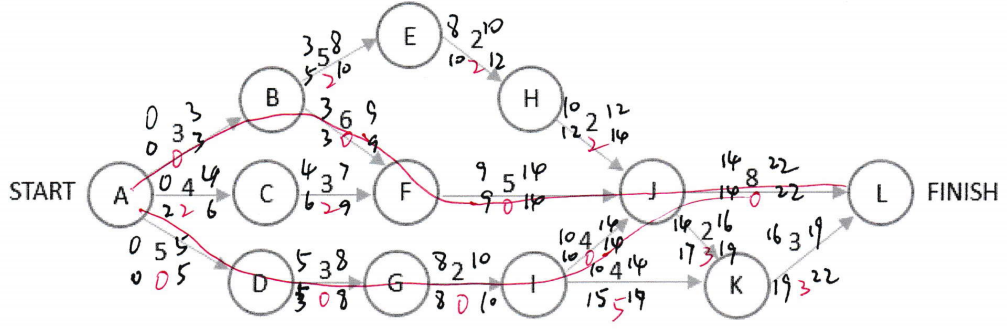 E
3 5 8
5 2 10
8 2 10
10 2 12
B
H
0 3 3
0 0 3
3 6 9
3 0 9
10 2 12
12 2 14
START
A
0 4 4
2 2 6
C
4 3 7
6 2 9
F
9 5 14
9 0 14
J
14 8 22
14 0 22
L
FINISH
0 5 5
0 0 5
D
5 3 8
5 0 8
G
8 2 10
8 0 10
I
10 4 14
10 0 14
10 4 14
15 5 19
14 2 16
17 3 19
K
16 3 19
19 3 22